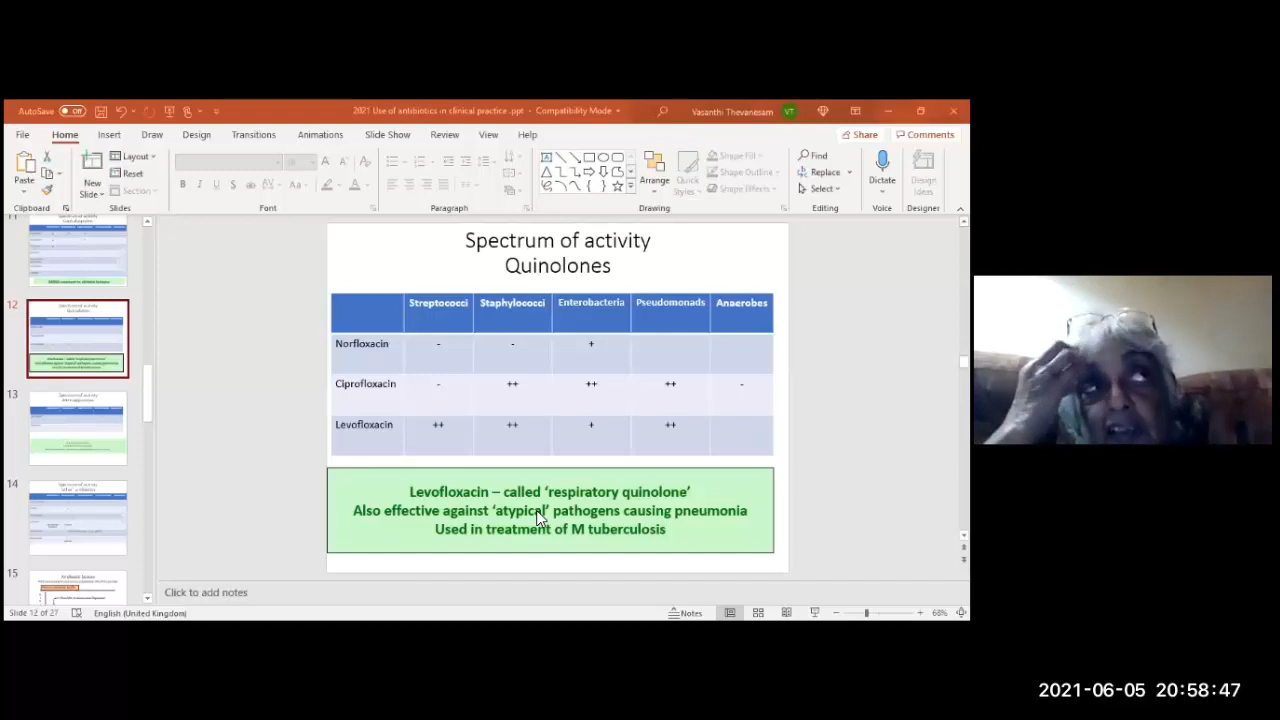 AutoSave Off
2021 Use of antibiotics in clinical practice .ppt - Compatibility Mode
Vasanthi Thevanesam VT
File Home Insert Draw Design Transitions Animations Slide Show Review View Help
Share Comments
Paste
Clipboard
New
Slide
Layout
Reset
Section
Slides
Font
Paragraph
Arrange
Quick
Styles
Shape Fill
Shape Outline
Shape Effects
Drawing
Find
Replace
Select
Editing
Dictate
Voice
Design
Ideas
Designer
12
13
14
15
Spectrum of activity
Quinolones
Streptococci Staphylococci Enterobacteria Pseudomonads Anaerobes
Norfloxacin - - +
Ciprofloxacin - ++ ++ ++ -
Levofloxacin ++ ++ + ++
Levofloxacin – called ‘respiratory quinolone’
Also effective against ‘atypical’ pathogens causing pneumonia
Used in treatment of M tuberculosis
Click to add notes
Slide 12 of 27 English (United Kingdom) Notes 68%
2021-06-05 20:58:47